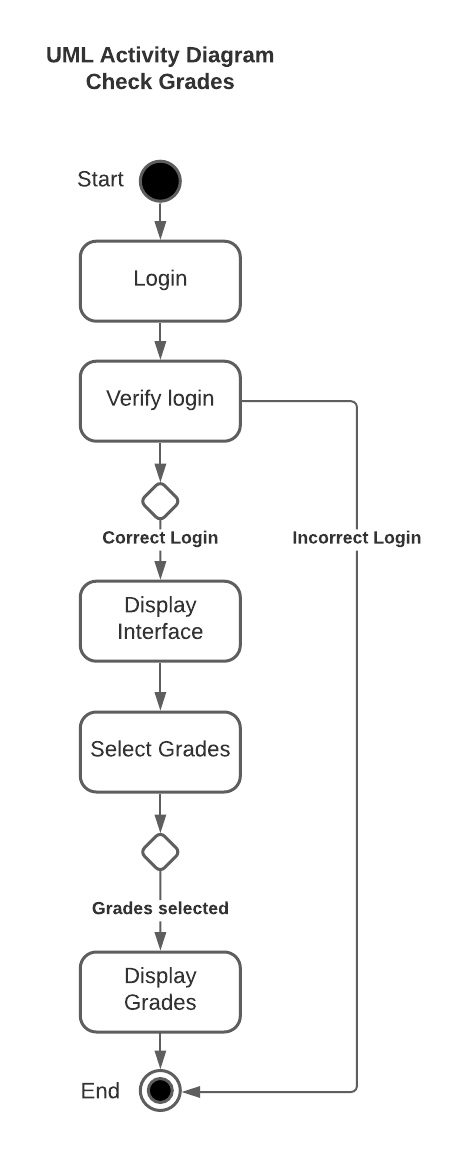 UML Activity Diagram
Check Grades
Start
Login
Verify login
Correct Login
Incorrect Login
Display
Interface
Select Grades
Grades selected
Display
Grades
End